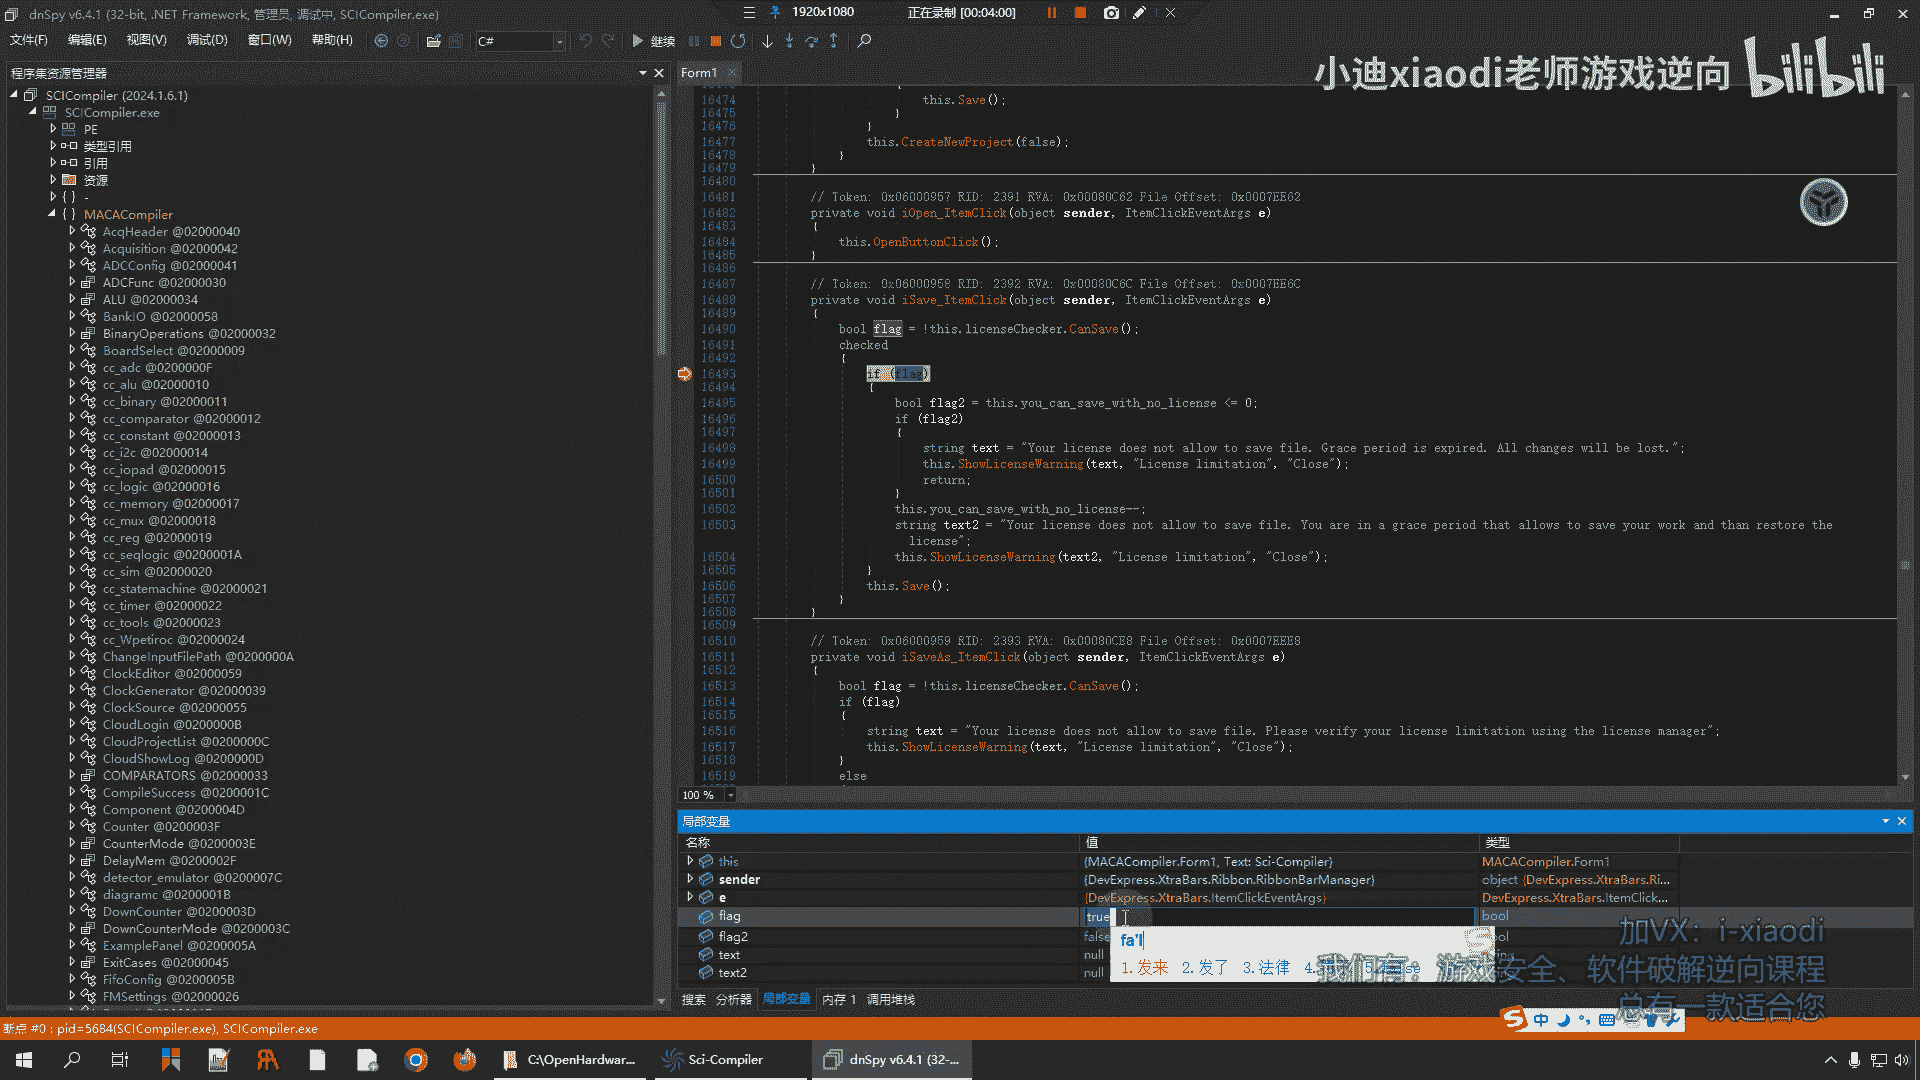 dnSpy v6.4.1 (32-bit, .NET Framework, 管理员, 调试中, SCICompiler.exe)
1920x1080
正在录制 [00:04:00]
文件(F) 编辑(E) 视图(V) 调试(D) 窗口(W) 帮助(H)
C#
继续
小迪xiaodi老师游戏逆向 bilibili
程序集资源管理器
SCICompiler (2024.1.6.1)
SCICompiler.exe
PE
类型引用
引用
资源
{ } -
{ } MACACompiler
AcqHeader @02000040
Acquisition @02000042
ADCConfig @02000041
ADCFunc @02000030
ALU @02000034
BankIO @02000058
BinaryOperations @02000032
BoardSelect @02000009
cc_adc @0200000F
cc_alu @02000010
cc_binary @02000011
cc_comparator @02000012
cc_constant @02000013
cc_i2c @02000014
cc_iopad @02000015
cc_logic @02000016
cc_memory @02000017
cc_mux @02000018
cc_reg @02000019
cc_seqlogic @0200001A
cc_sim @02000020
cc_statemachine @02000021
cc_timer @02000022
cc_tools @02000023
cc_Wpetiroc @02000024
ChangeInputFilePath @0200000A
ClockEditor @02000059
ClockGenerator @02000039
ClockSource @02000055
CloudLogin @0200000B
CloudProjectList @0200000C
CloudShowLog @0200000D
COMPARATORS @02000033
CompileSuccess @0200001C
Component @0200004D
Counter @0200003F
CounterMode @0200003E
DelayMem @0200002F
detector_emulator @0200007C
diagramc @0200001B
DownCounter @0200003D
DownCounterMode @0200003C
ExamplePanel @0200005A
ExitCases @02000045
FifoConfig @0200005B
FMSettings @02000026
Form1
16474 this.Save();
16475 }
16476 }
16477 this.CreateNewProject(false);
16478 }
16479 }
16480
16481 // Token: 0x06000957 RID: 2391 RVA: 0x00080C62 File Offset: 0x0007EE62
16482 private void iOpen_ItemClick(object sender, ItemClickEventArgs e)
16483 {
16484 this.OpenButtonClick();
16485 }
16486
16487 // Token: 0x06000958 RID: 2392 RVA: 0x00080C6C File Offset: 0x0007EE6C
16488 private void iSave_ItemClick(object sender, ItemClickEventArgs e)
16489 {
16490 bool flag = !this.licenseChecker.CanSave();
16491 checked
16492 {
16493 if (flag)
16494 {
16495 bool flag2 = this.you_can_save_with_no_license <= 0;
16496 if (flag2)
16497 {
16498 string text = "Your license does not allow to save file. Grace period is expired. All changes will be lost.";
16499 this.ShowLicenseWarning(text, "License limitation", "Close");
16500 return;
16501 }
16502 this.you_can_save_with_no_license--;
16503 string text2 = "Your license does not allow to save file. You are in a grace period that allows to save your work and than restore the
license";
16504 this.ShowLicenseWarning(text2, "License limitation", "Close");
16505 }
16506 this.Save();
16507 }
16508 }
16509
16510 // Token: 0x06000959 RID: 2393 RVA: 0x00080CE8 File Offset: 0x0007EEE8
16511 private void iSaveAs_ItemClick(object sender, ItemClickEventArgs e)
16512 {
16513 bool flag = !this.licenseChecker.CanSave();
16514 if (flag)
16515 {
16516 string text = "Your license does not allow to save file. Please verify your license limitation using the license manager";
16517 this.ShowLicenseWarning(text, "License limitation", "Close");
16518 }
16519 else
100 %
局部变量
名称 值 类型
this {MACACompiler.Form1, Text: Sci-Compiler} MACACompiler.Form1
sender {DevExpress.XtraBars.Ribbon.RibbonBarManager} object {DevExpress.XtraBars.Ri...
e {DevExpress.XtraBars.ItemClickEventArgs} DevExpress.XtraBars.ItemClick...
flag true bool
flag2 false
text null
text2 null
fa'l
1.发来 2.发了 3.法律
加VX：i-xiaodi
我们有：游戏安全、软件破解逆向课程
总有一款适合您
搜索 分析器 局部变量 内存 1 调用堆栈
断点 #0 : pid=5684(SCICompiler.exe), SCICompiler.exe
中
C:\OpenHardwar...
Sci-Compiler
dnSpy v6.4.1 (32-...